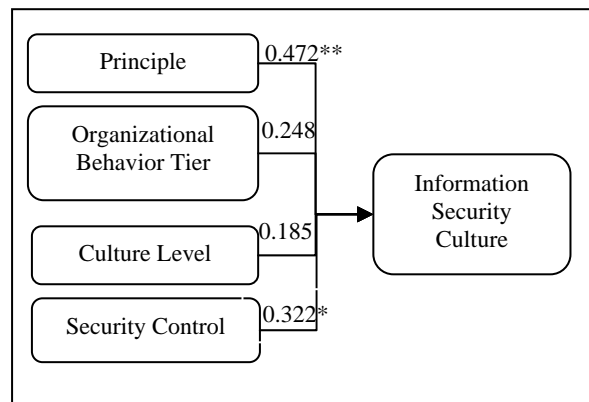 Principle
0.472**
Organizational
Behavior Tier
0.248
Culture Level
0.185
Security Control
0.322*
Information
Security
Culture